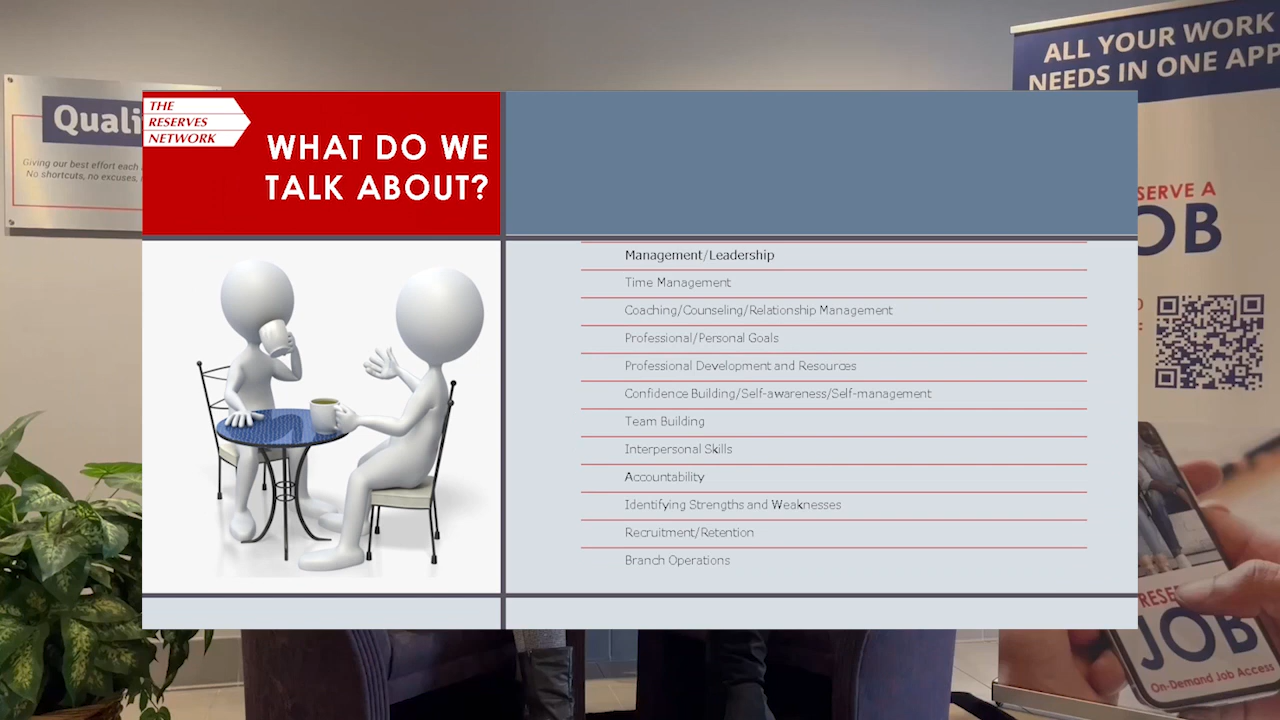 ALL YOUR WORK
NEEDS IN ONE APP
Quali
Giving our best effort each
No shortcuts, no excuses,
THE
RESERVES
NETWORK
WHAT DO WE
TALK ABOUT?
Management/Leadership
Time Management
Coaching/Counseling/Relationship Management
Professional/Personal Goals
Professional Development and Resources
Confidence Building/Self-awareness/Self-management
Team Building
Interpersonal Skills
Accountability
Identifying Strengths and Weaknesses
Recruitment/Retention
Branch Operations
SERVE A
OB
RESE
JOB
On-Demand Job Access